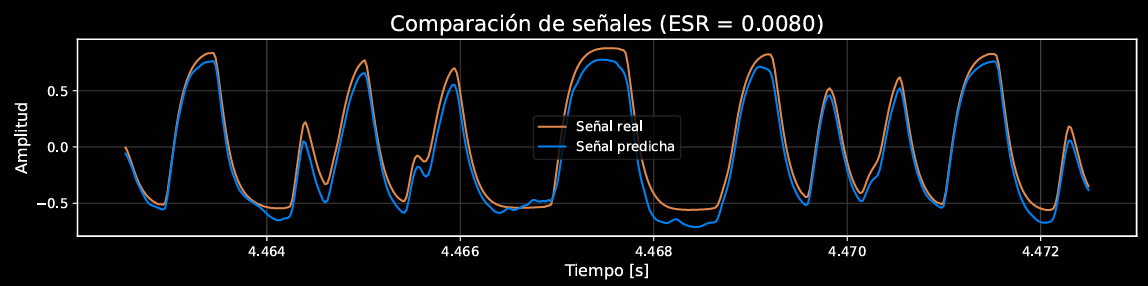 Comparación de señales (ESR = 0.0080)
Amplitud
0.5
0.0
−0.5
Señal real
Señal predicha
4.464 4.466 4.468 4.470 4.472
Tiempo [s]